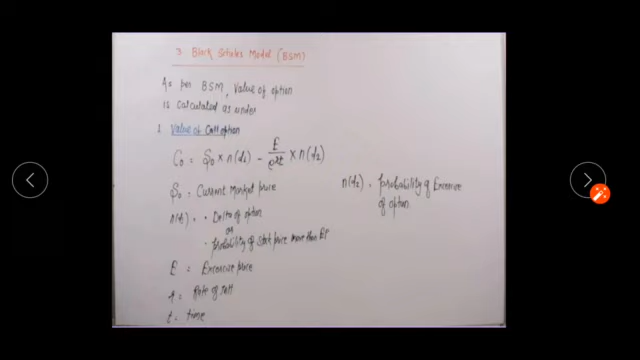 3. Black Scholes Model (BSM)
As per BSM, Value of option
is calculated as under
1. Value of Call option
C₀ = S₀ × n(d₁) − E/e^rt × n(d₂)
S₀ = Current Market price
n(d₁) = • Delta of option
or
• probability of stock price more than EP
E = Exercise price
r = Rate of
t = time
n(d₂) = probability of Exercise
of option